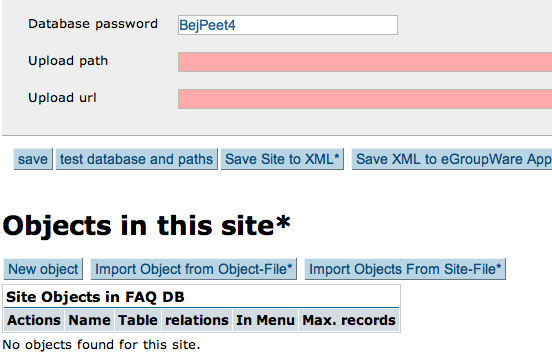 Database password BejPeet4
Upload path
Upload url
save test database and paths Save Site to XML* Save XML to eGroupWare App
Objects in this site*
New object Import Object from Object-File* Import Objects From Site-File*
Site Objects in FAQ DB
Actions Name Table relations In Menu Max. records
No objects found for this site.